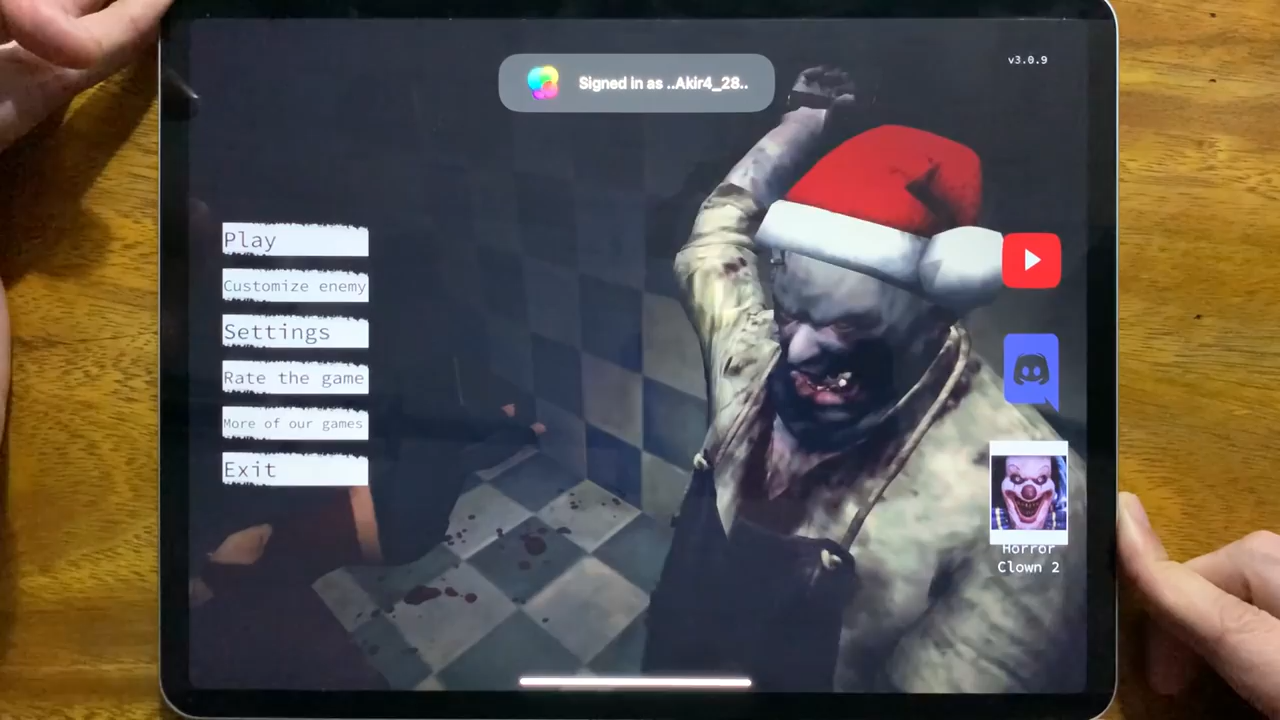 Signed in as ..Akir4_28..
v3.0.9
Play
Customize enemy
Settings
Rate the game
More of our games
Exit
Horror
Clown 2